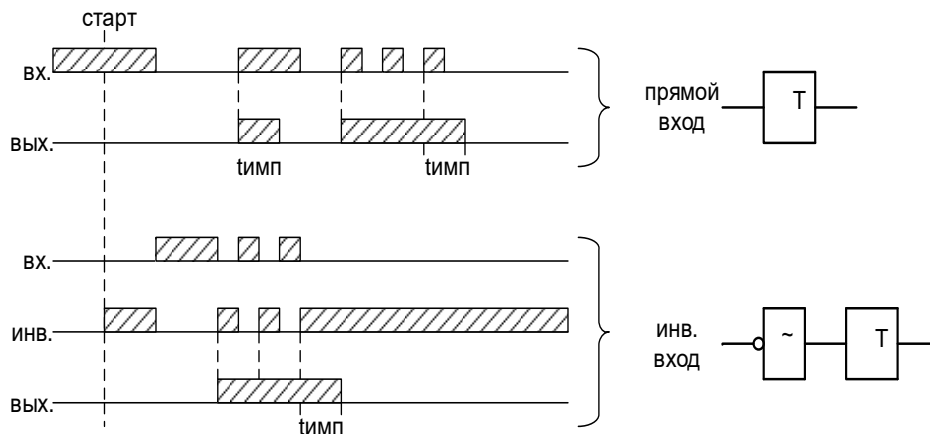 старт
вх.
вых.
tимп
tимп
прямой
вход
T
вх.
инв.
вых.
tимп
инв.
вход
~
T